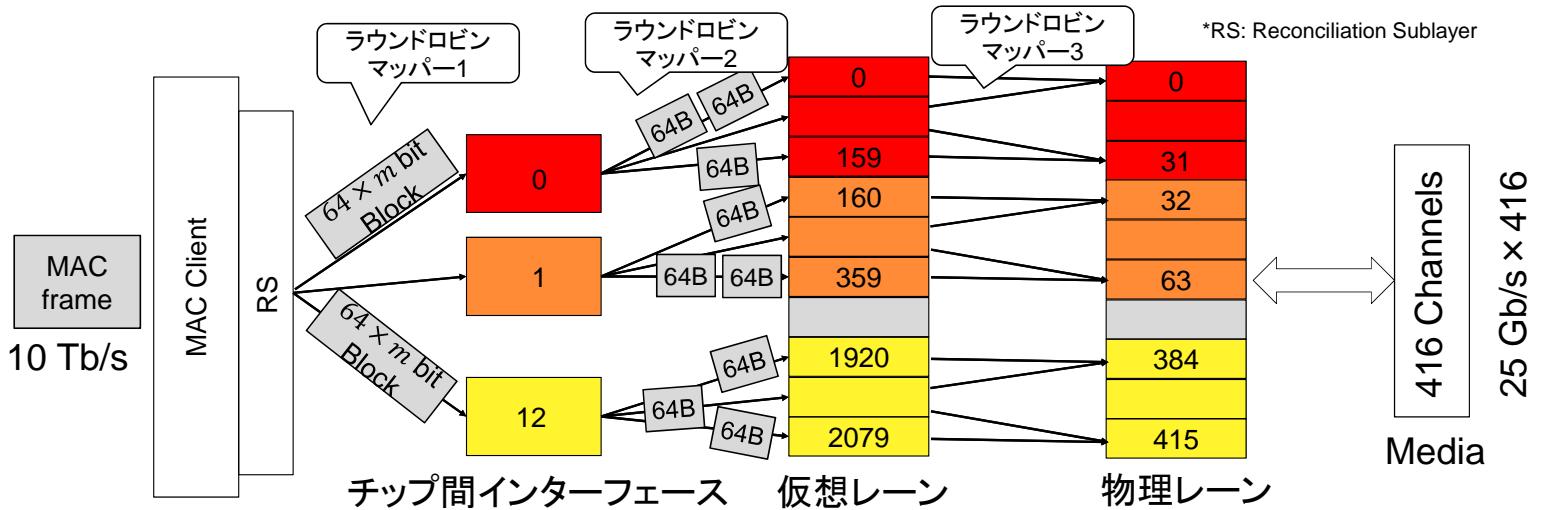 *RS: Reconciliation Sublayer
ラウンドロビン
マッパー1
ラウンドロビン
マッパー2
ラウンドロビン
マッパー3
MAC
frame
10 Tb/s
MAC Client
RS
64 × m bit
Block
64 × m bit
Block
0
1
12
チップ間インターフェース
64B
64B
64B
64B
64B
64B
64B
64B
64B
0
159
160
359
1920
2079
仮想レーン
0
31
32
63
384
415
物理レーン
416 Channels
Media
25 Gb/s×416